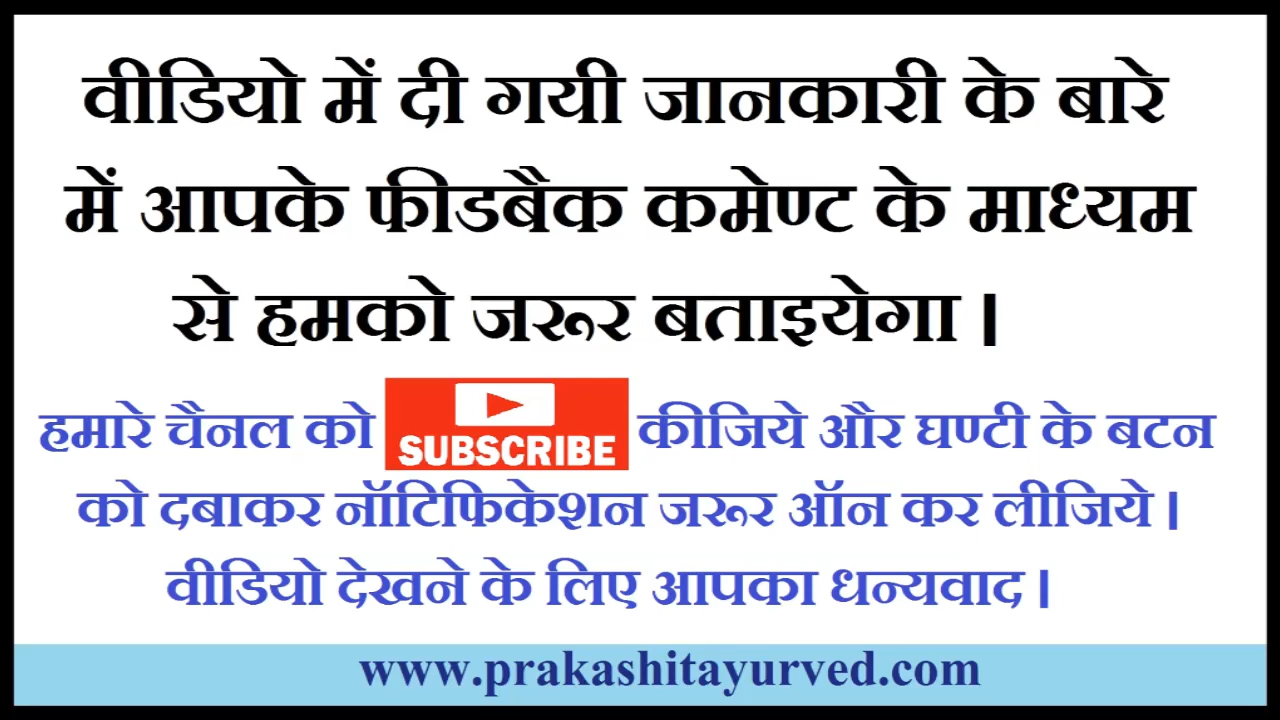 वीडियो में दी गयी जानकारी के बारे
में आपके फीडबैक कमेण्ट के माध्यम
से हमको जरूर बताइयेगा।
हमारे चैनल को SUBSCRIBE कीजिये और घण्टी के बटन
को दबाकर नॉटिफिकेशन जरूर ऑन कर लीजिये।
वीडियो देखने के लिए आपका धन्यवाद।
www.prakashitayurved.com